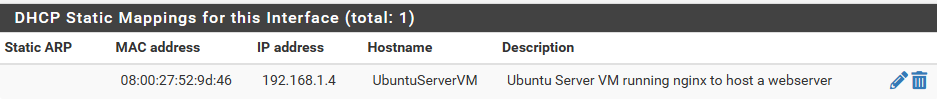 DHCP Static Mappings for this Interface (total: 1)
Static ARP MAC address IP address Hostname Description
08:00:27:52:9d:46 192.168.1.4 UbuntuServerVM Ubuntu Server VM running nginx to host a webserver